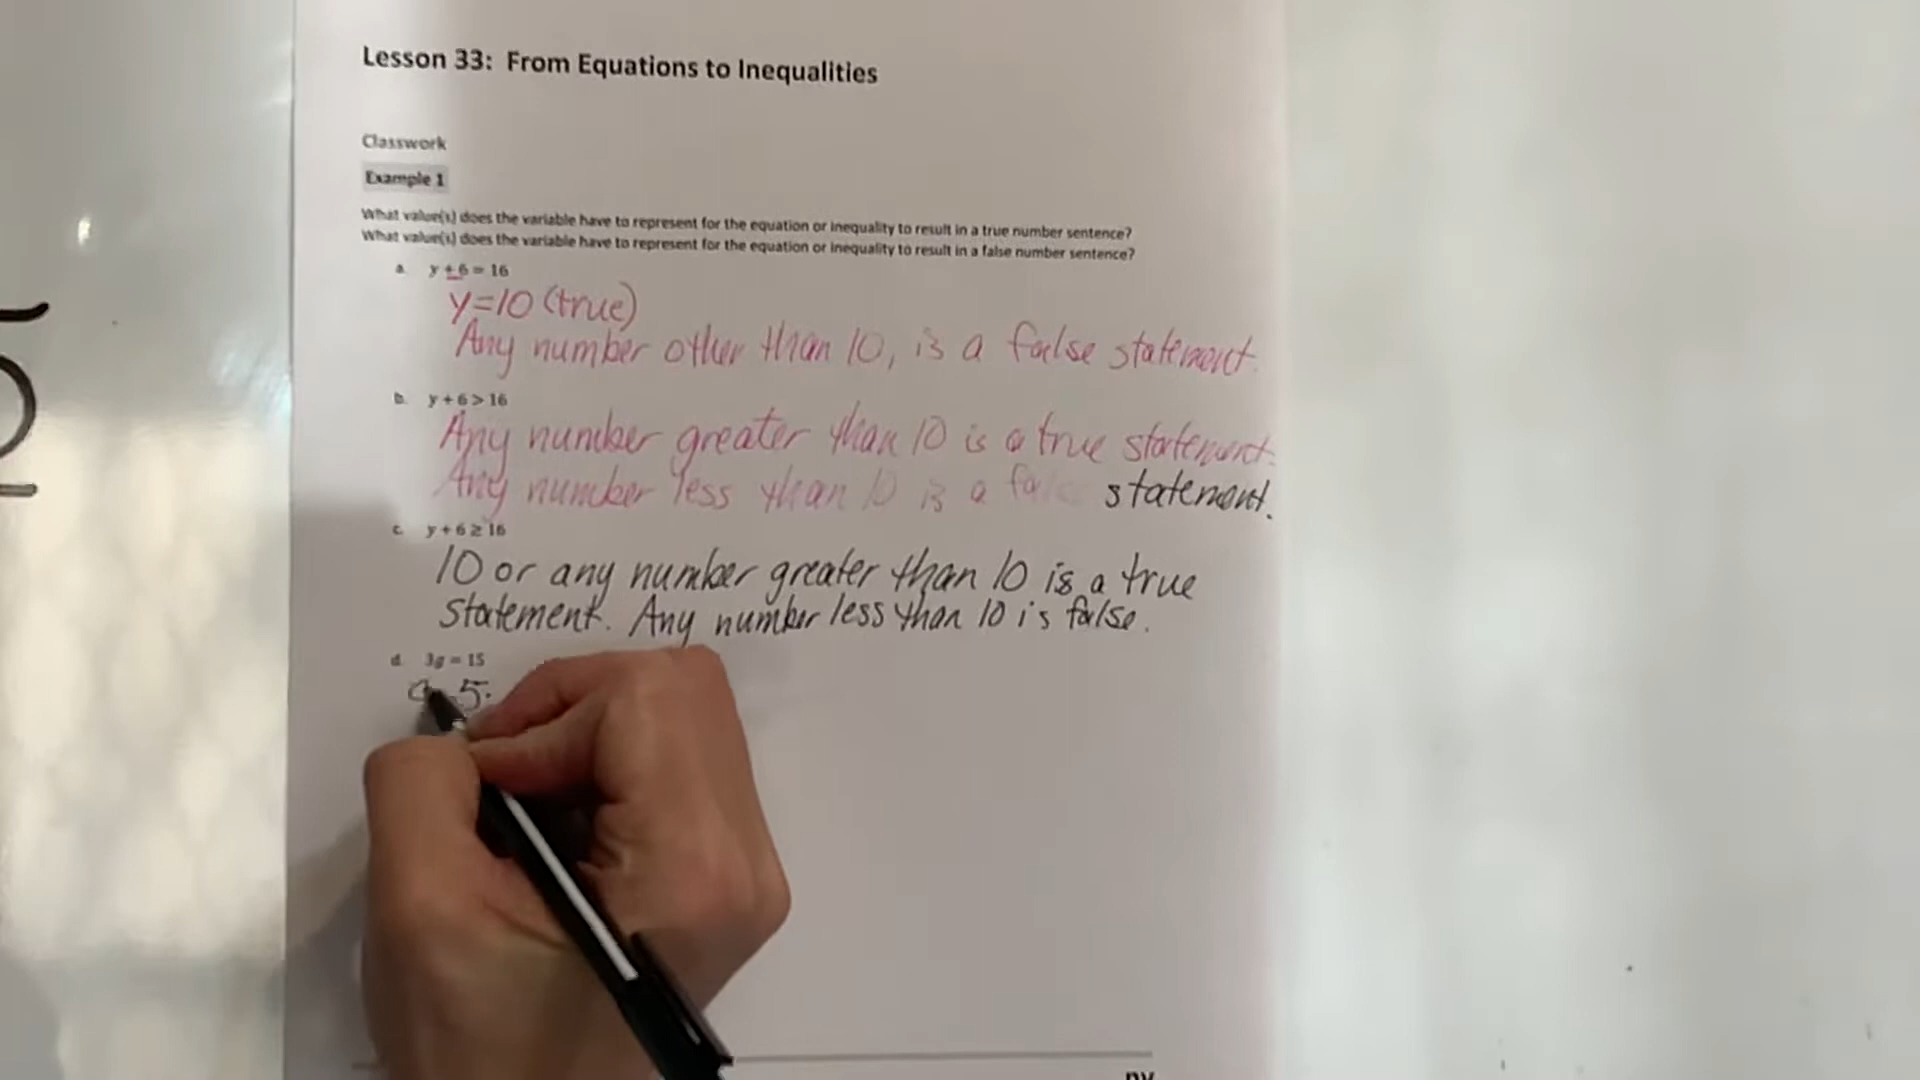 Lesson 33: From Equations to Inequalities
Classwork
Example 1
What value(s) does the variable have to represent for the equation or inequality to result in a true number sentence?
What value(s) does the variable have to represent for the equation or inequality to result in a false number sentence?
a. y + 6 = 16
y=10 (true)
Any number other than 10, is a false statement.
b. y + 6 > 16
Any number greater than 10 is a true statement.
Any number less than 10 is a fal statement.
c. y + 6 ≥ 16
10 or any number greater than 10 is a true
statement. Any number less than 10 is false.
d. 3g = 15
5.